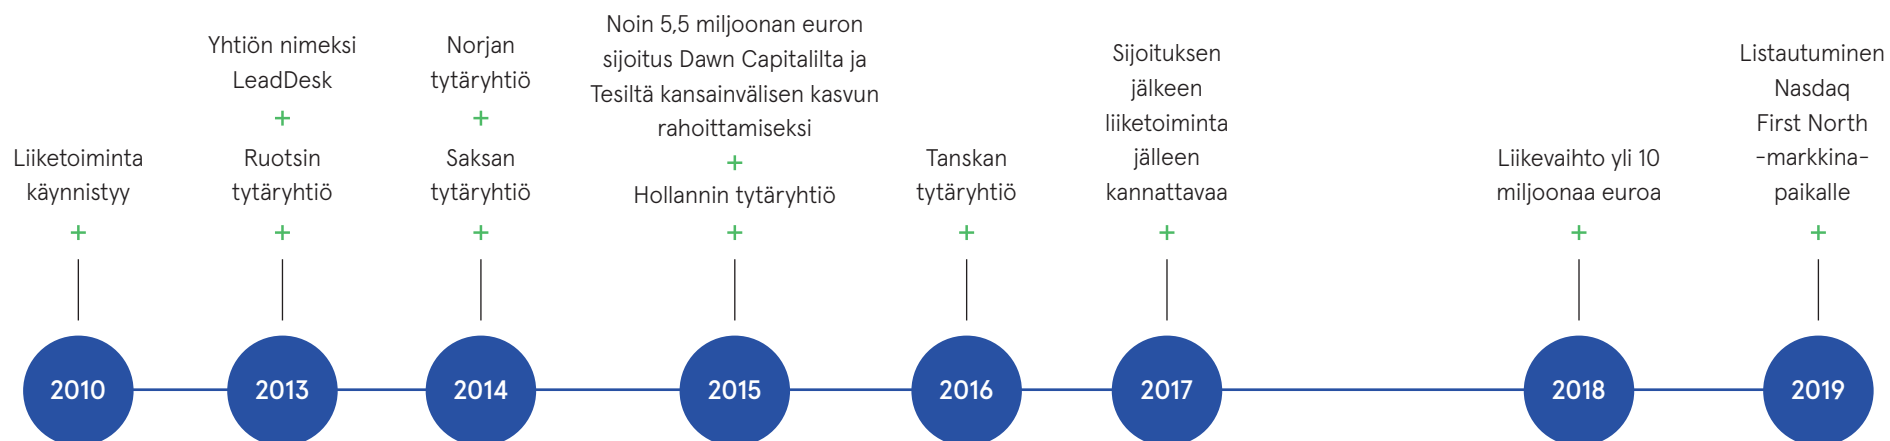 Liiketoiminta
käynnistyy
+
2010
Yhtiön nimeksi
LeadDesk
+
Ruotsin
tytäryhtiö
+
2013
Norjan
tytäryhtiö
+
Saksan
tytäryhtiö
+
2014
Noin 5,5 miljoonan euron
sijoitus Dawn Capitalilta ja
Tesiltä kansainvälisen kasvun
rahoittamiseksi
+
Hollannin tytäryhtiö
+
2015
Tanskan
tytäryhtiö
+
2016
Sijoituksen
jälkeen
liiketoiminta
jälleen
kannattavaa
+
2017
Liikevaihto yli 10
miljoonaa euroa
+
2018
Listautuminen
Nasdaq
First North
-markkina-
paikalle
+
2019